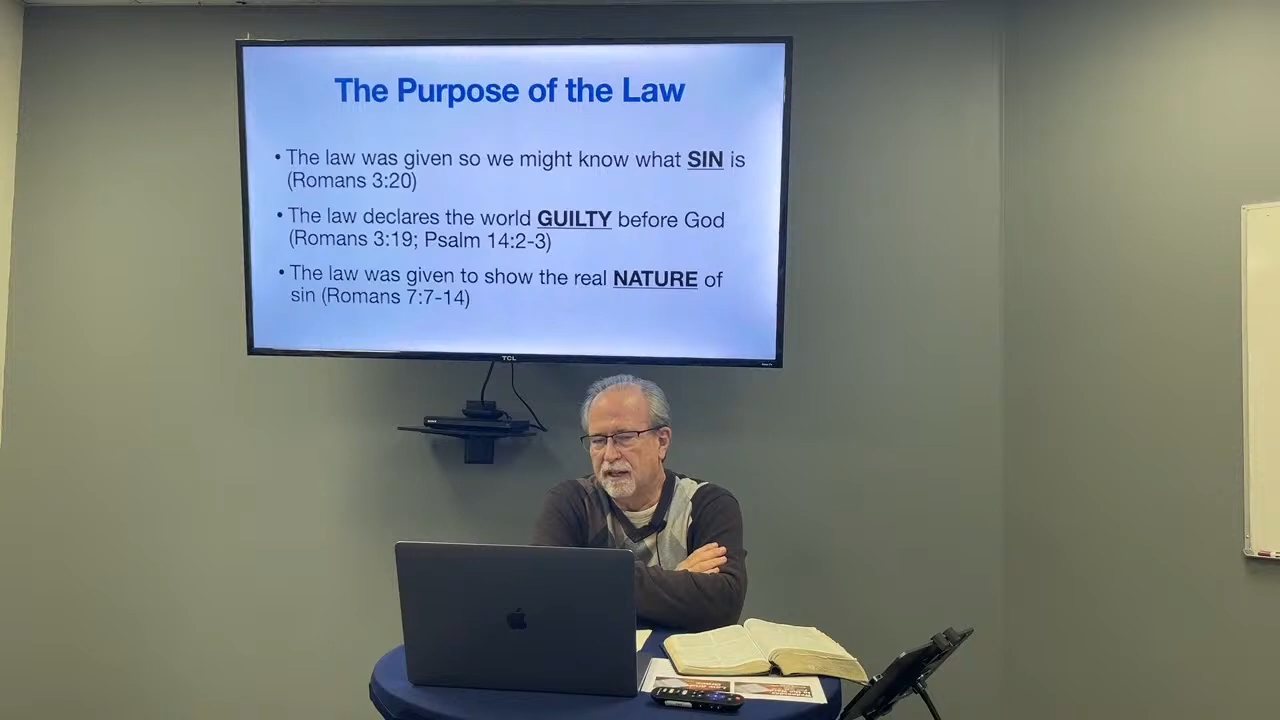 The Purpose of the Law
• The law was given so we might know what SIN is
(Romans 3:20)
• The law declares the world GUILTY before God
(Romans 3:19; Psalm 14:2-3)
• The law was given to show the real NATURE of
sin (Romans 7:7-14)
TCL